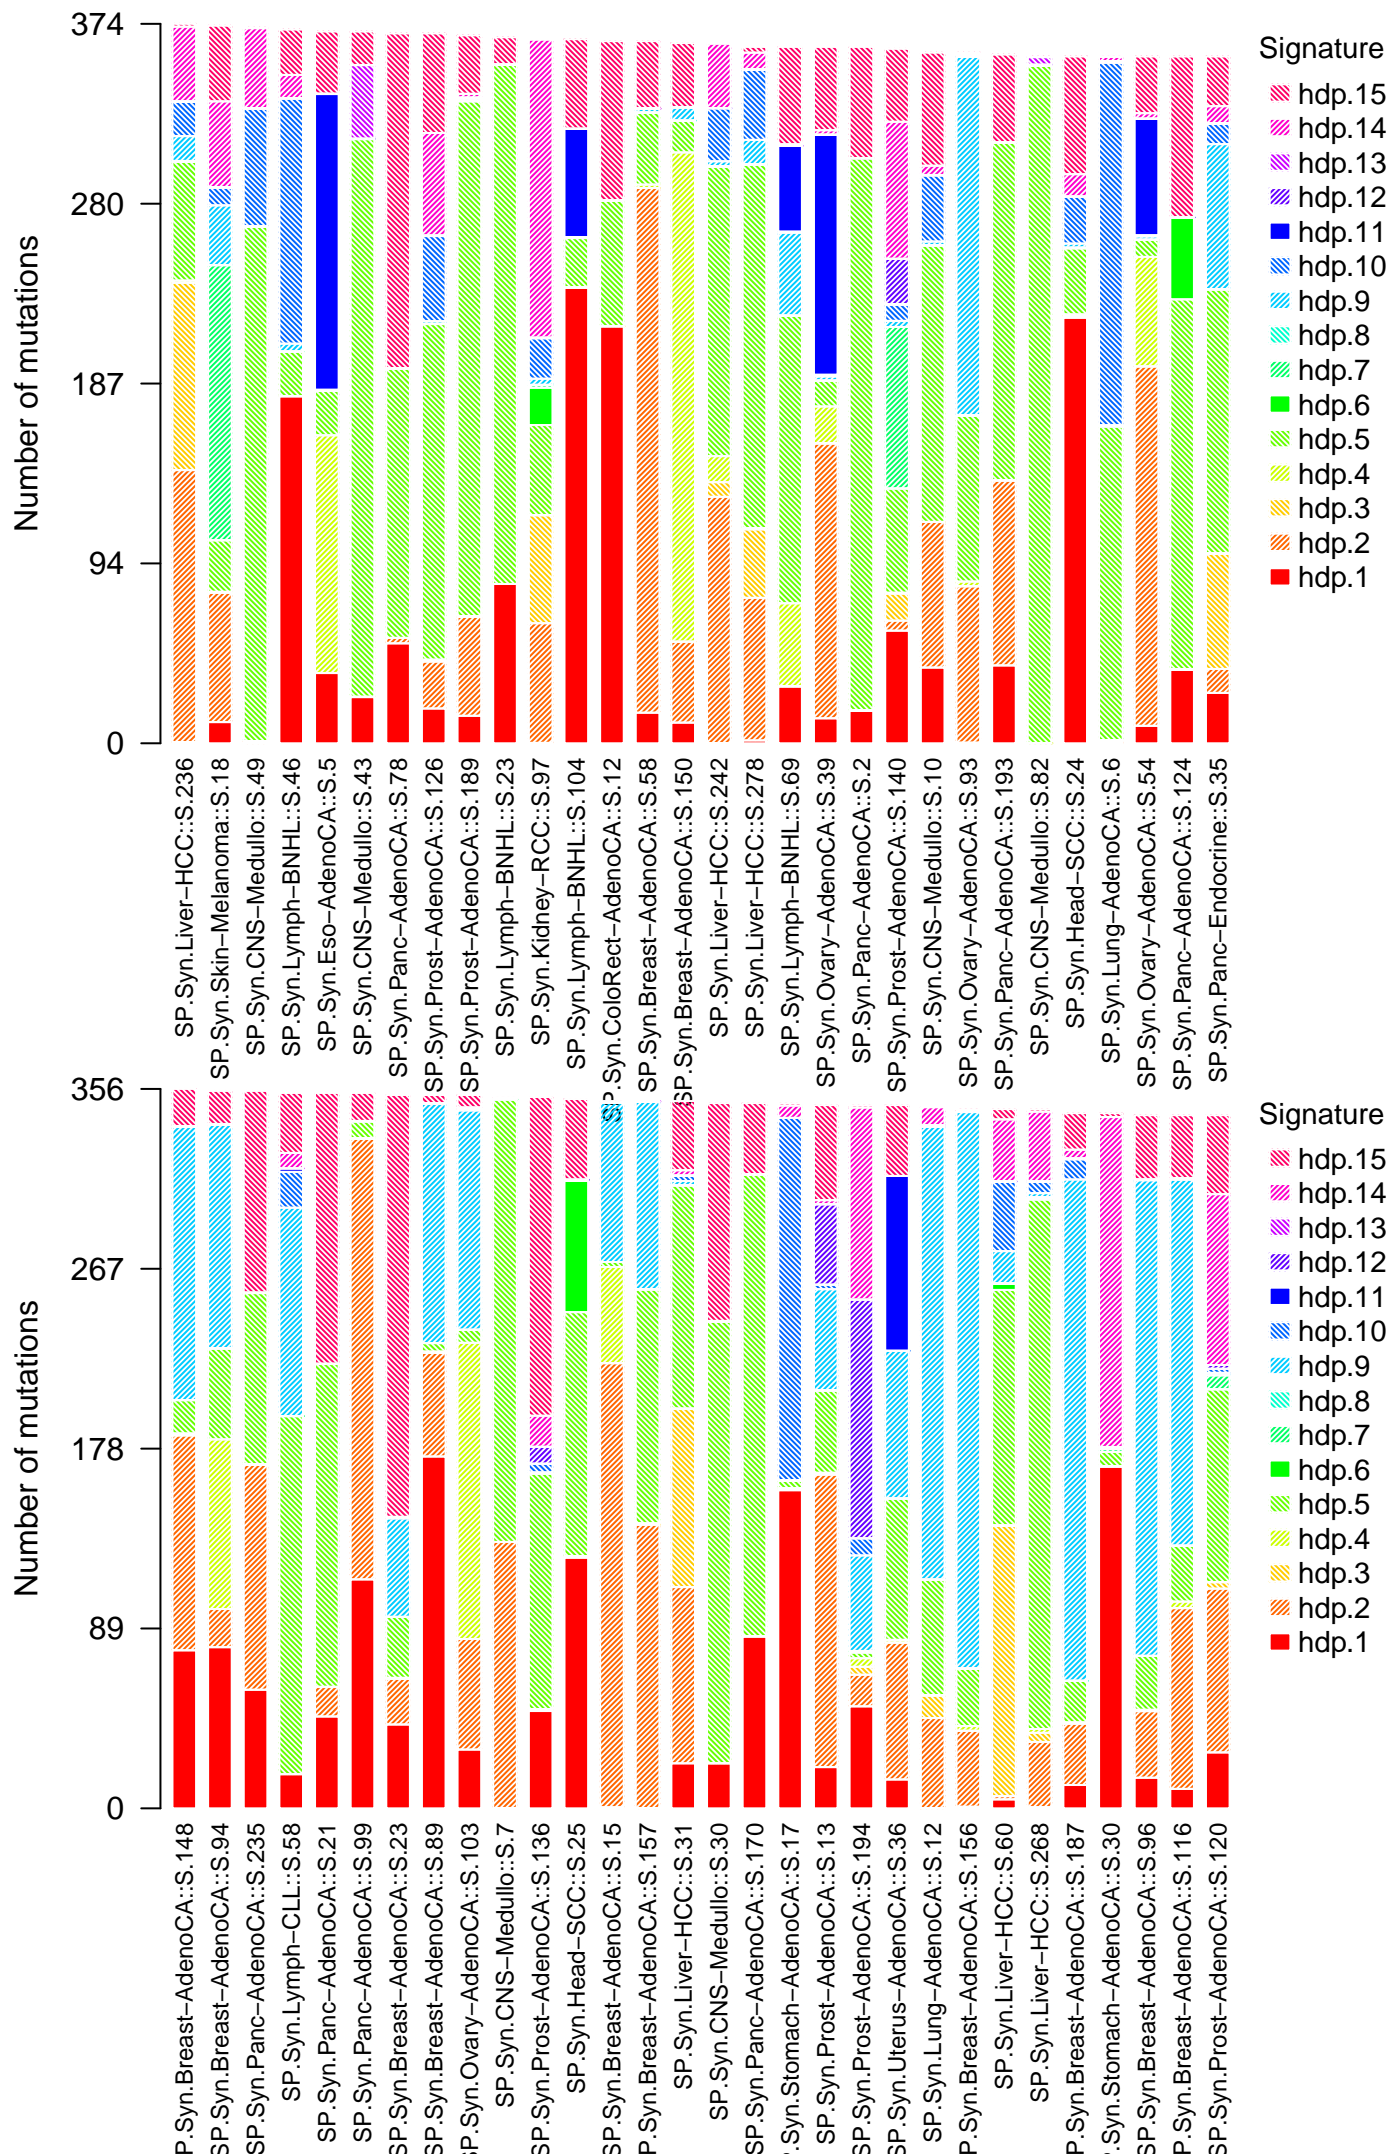 Number of mutations
374
280
187
94
0
Signature
hdp.15
hdp.14
hdp.13
hdp.12
hdp.11
hdp.10
hdp.9
hdp.8
hdp.7
hdp.6
hdp.5
hdp.4
hdp.3
hdp.2
hdp.1
SP.Syn.Liver−HCC::S.236
SP.Syn.Skin−Melanoma::S.18
SP.Syn.CNS−Medullo::S.49
SP.Syn.Lymph−BNHL::S.46
SP.Syn.Eso−AdenoCA::S.5
SP.Syn.CNS−Medullo::S.43
SP.Syn.Panc−AdenoCA::S.78
SP.Syn.Prost−AdenoCA::S.126
SP.Syn.Prost−AdenoCA::S.189
SP.Syn.Lymph−BNHL::S.23
SP.Syn.Kidney−RCC::S.97
SP.Syn.Lymph−BNHL::S.104
SP.Syn.ColoRect−AdenoCA::S.12
SP.Syn.Breast−AdenoCA::S.58
SP.Syn.Breast−AdenoCA::S.150
SP.Syn.Liver−HCC::S.242
SP.Syn.Liver−HCC::S.278
SP.Syn.Lymph−BNHL::S.69
SP.Syn.Ovary−AdenoCA::S.39
SP.Syn.Panc−AdenoCA::S.2
SP.Syn.Prost−AdenoCA::S.140
SP.Syn.CNS−Medullo::S.10
SP.Syn.Ovary−AdenoCA::S.93
SP.Syn.Panc−AdenoCA::S.193
SP.Syn.CNS−Medullo::S.82
SP.Syn.Head−SCC::S.24
SP.Syn.Lung−AdenoCA::S.6
SP.Syn.Ovary−AdenoCA::S.54
SP.Syn.Panc−AdenoCA::S.124
SP.Syn.Panc−Endocrine::S.35
Number of mutations
356
267
178
89
0
Signature
hdp.15
hdp.14
hdp.13
hdp.12
hdp.11
hdp.10
hdp.9
hdp.8
hdp.7
hdp.6
hdp.5
hdp.4
hdp.3
hdp.2
hdp.1
SP.Syn.Breast−AdenoCA::S.148
SP.Syn.Breast−AdenoCA::S.94
SP.Syn.Panc−AdenoCA::S.235
SP.Syn.Lymph−CLL::S.58
SP.Syn.Panc−AdenoCA::S.21
SP.Syn.Panc−AdenoCA::S.99
SP.Syn.Breast−AdenoCA::S.23
SP.Syn.Breast−AdenoCA::S.89
SP.Syn.Ovary−AdenoCA::S.103
SP.Syn.CNS−Medullo::S.7
SP.Syn.Prost−AdenoCA::S.136
SP.Syn.Head−SCC::S.25
SP.Syn.Breast−AdenoCA::S.15
SP.Syn.Breast−AdenoCA::S.157
SP.Syn.Liver−HCC::S.31
SP.Syn.CNS−Medullo::S.30
SP.Syn.Panc−AdenoCA::S.170
.Syn.Stomach−AdenoCA::S.17
SP.Syn.Prost−AdenoCA::S.13
SP.Syn.Prost−AdenoCA::S.194
SP.Syn.Uterus−AdenoCA::S.36
SP.Syn.Lung−AdenoCA::S.12
SP.Syn.Breast−AdenoCA::S.156
SP.Syn.Liver−HCC::S.60
SP.Syn.Liver−HCC::S.268
SP.Syn.Breast−AdenoCA::S.187
SP.Syn.Stomach−AdenoCA::S.30
SP.Syn.Breast−AdenoCA::S.96
SP.Syn.Breast−AdenoCA::S.116
SP.Syn.Prost−AdenoCA::S.120